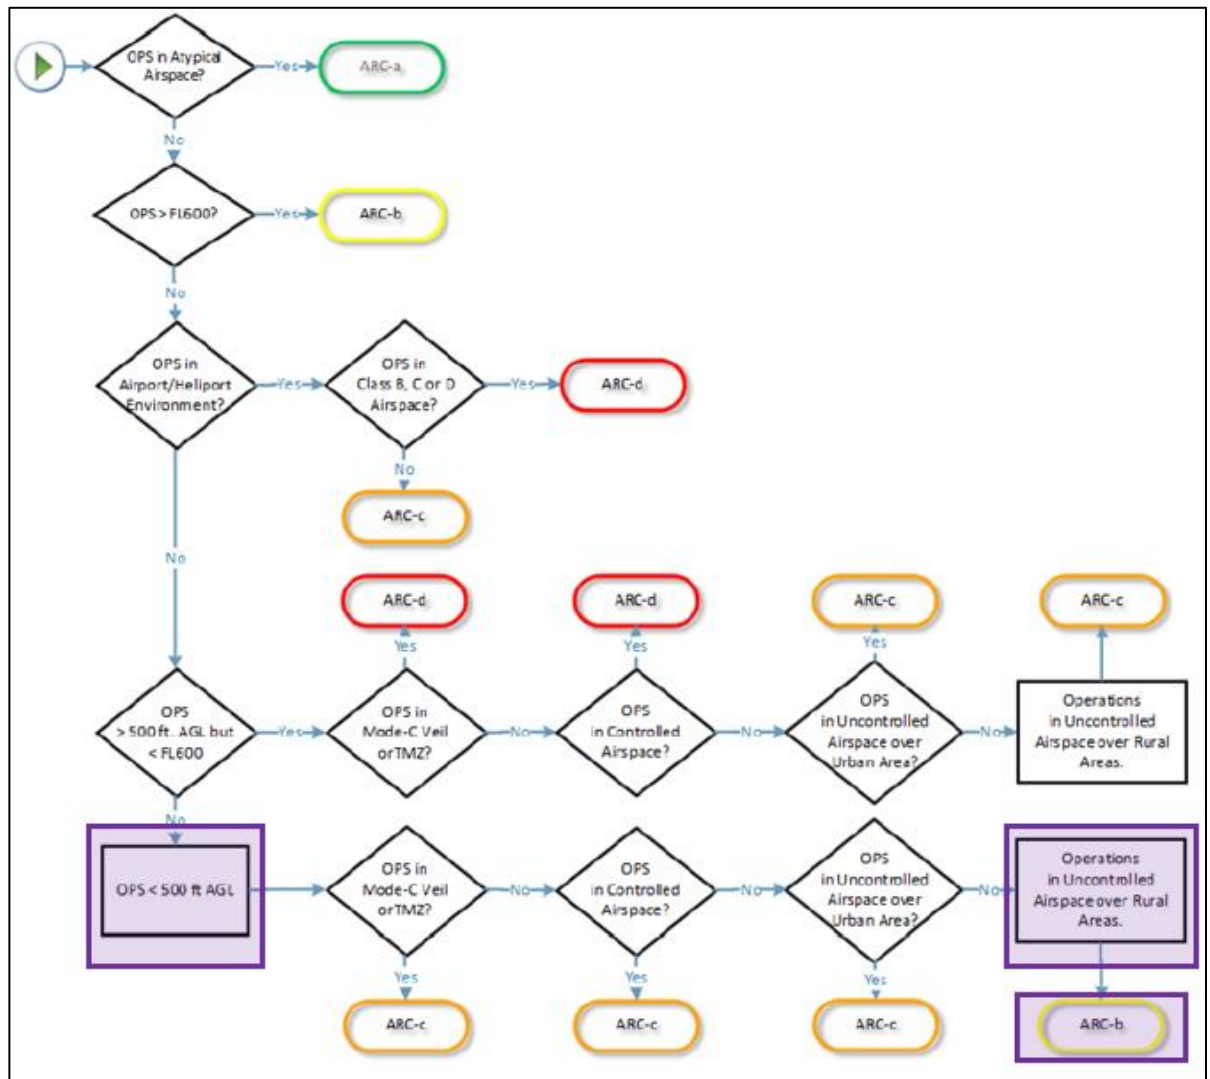 OPS in Atypical
Airspace?
Yes
ARC-a
No
OPS > FL600?
Yes
ARC-b
No
OPS in
Airport/Heliport
Environment?
Yes
OPS in
Class B, C or D
Airspace?
Yes
ARC-d
No
ARC-c
No
ARC-d
ARC-d
ARC-c
ARC-c
Yes
Yes
Yes
OPS
> 500 ft. AGL but
< FL600
Yes
OPS in
Mode-C Veil
or TMZ?
No
OPS
in Controlled
Airspace?
No
OPS
in Uncontrolled
Airspace over
Urban Area?
No
Operations
in Uncontrolled
Airspace over Rural
Areas.
No
OPS < 500 ft AGL
OPS in
Mode-C Veil
or TMZ?
No
OPS
in Controlled
Airspace?
No
OPS
in Uncontrolled
Airspace over
Urban Area?
No
Operations
in Uncontrolled
Airspace over Rural
Areas.
Yes
Yes
Yes
ARC-c
ARC-c
ARC-c
ARC-b